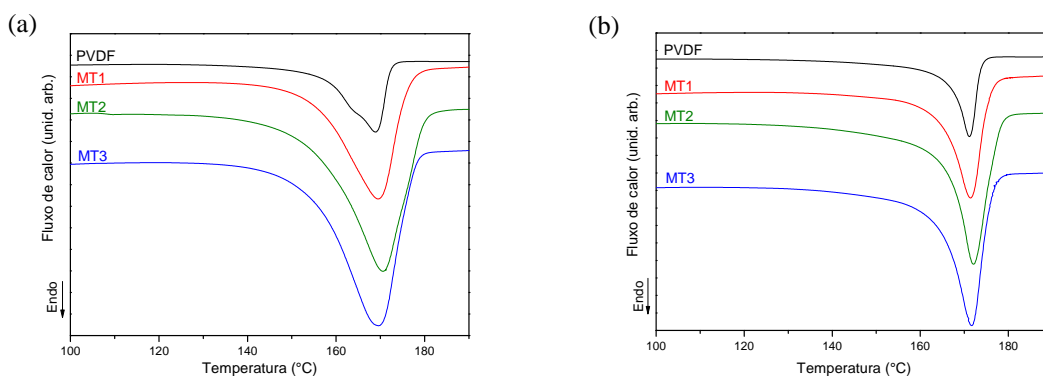 (a)
PVDF
MT1
MT2
MT3
Fluxo de calor (unid. arb.)
Endo
100 120 140 160 180
Temperatura (°C)
(b)
PVDF
MT1
MT2
MT3
Fluxo de calor (unid. arb.)
Endo
100 120 140 160 180
Temperatura (°C)